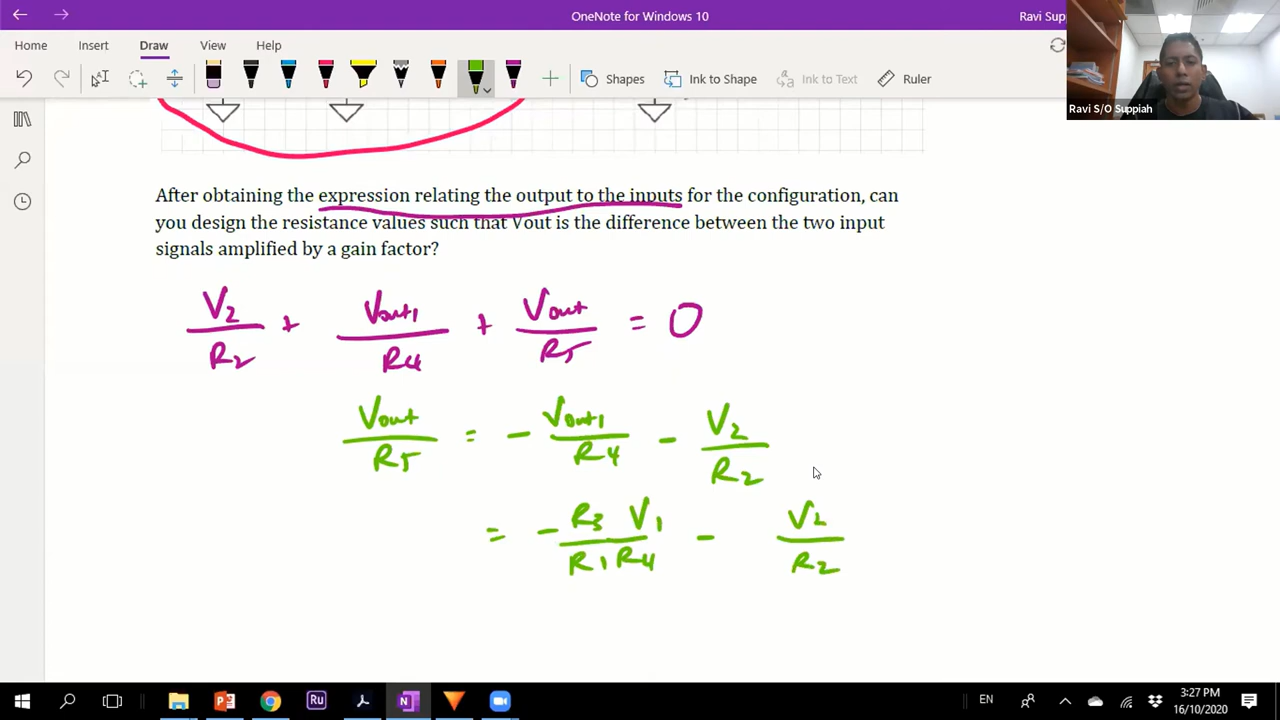 OneNote for Windows 10
Ravi Sup
Home Insert Draw View Help
Shapes Ink to Shape Ink to Text Ruler
Ravi S/O Suppiah
After obtaining the expression relating the output to the inputs for the configuration, can
you design the resistance values such that Vout is the difference between the two input
signals amplified by a gain factor?
V2/R2 + Vout1/R4 + Vout/R5 = 0
Vout/R5 = - Vout1/R4 - V2/R2
= - R3 V1/R1R4 - V2/R2
Ru
EN
3:27 PM
16/10/2020